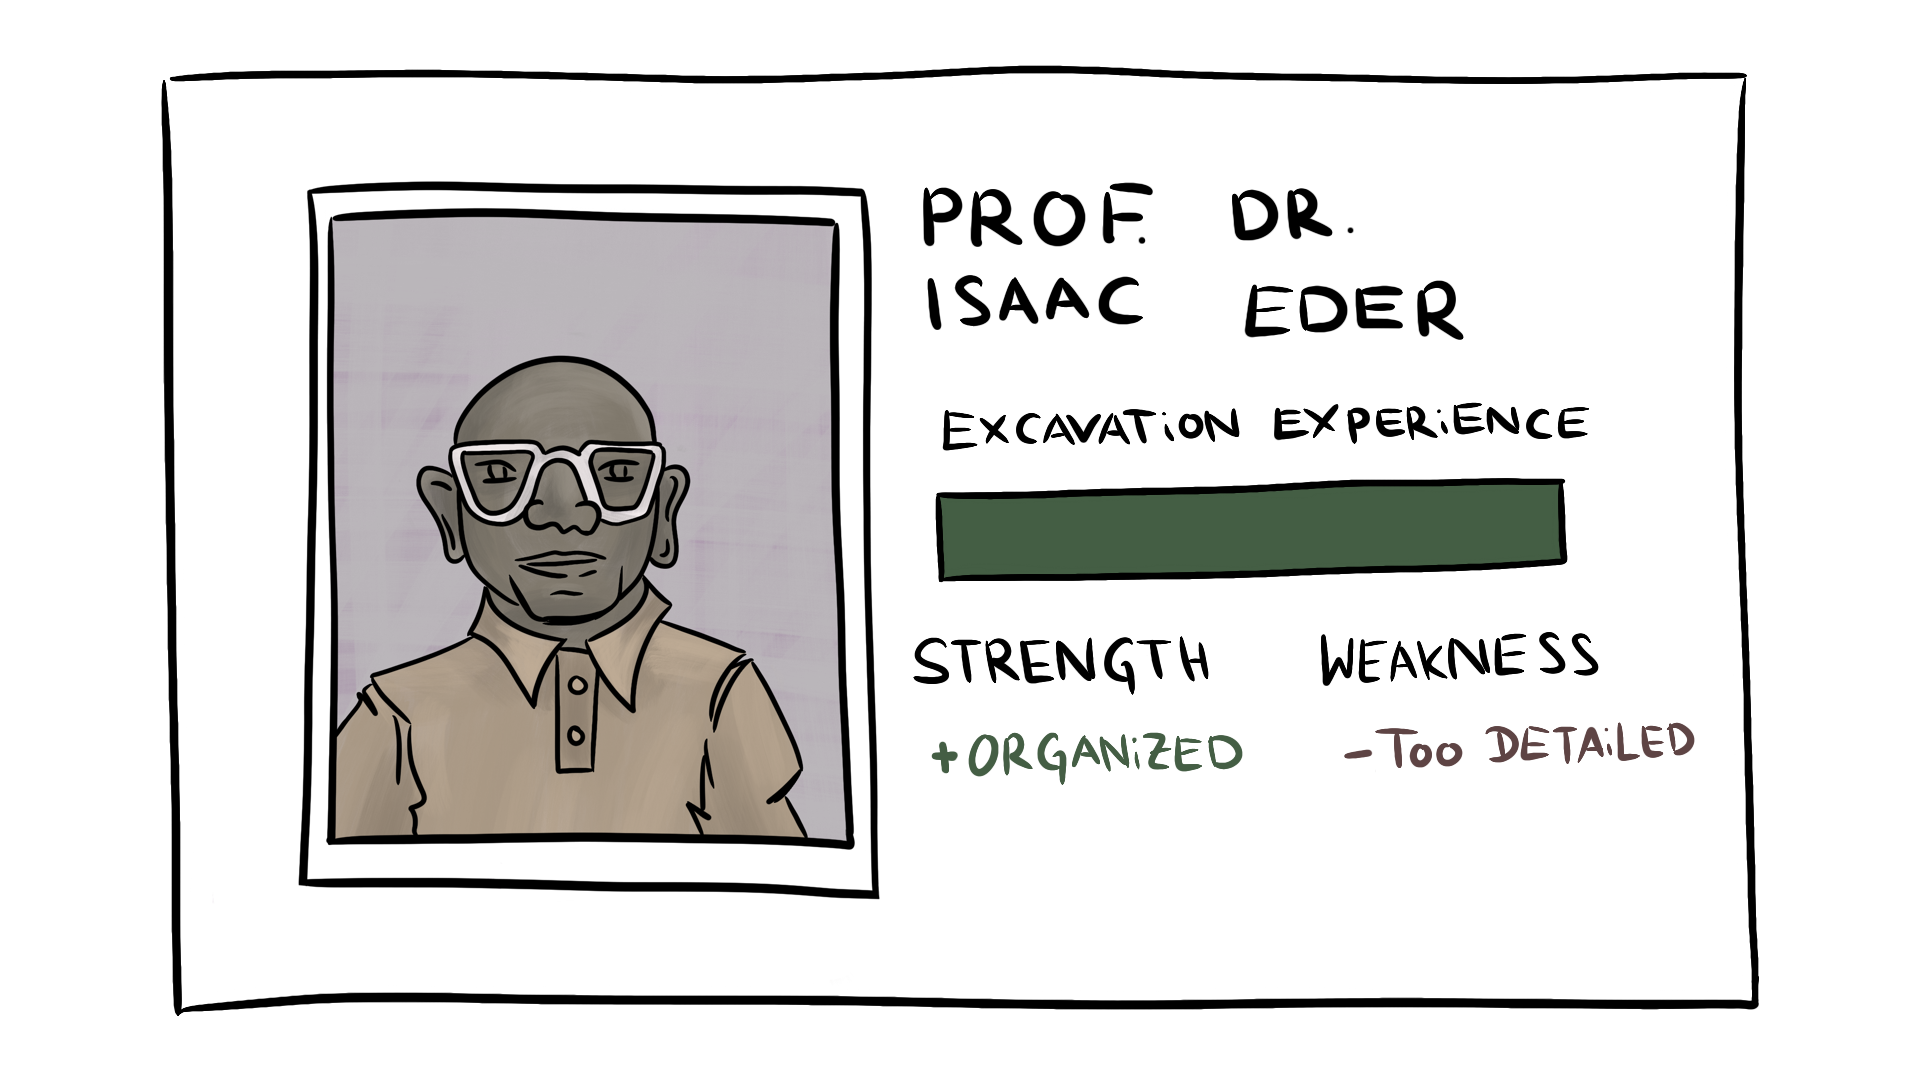 PROF. DR.
ISAAC EDER
EXCAVATiON EXPERiENCE
STRENGTH WEAKNESS
+ORGANiZED -Too DETAiLED